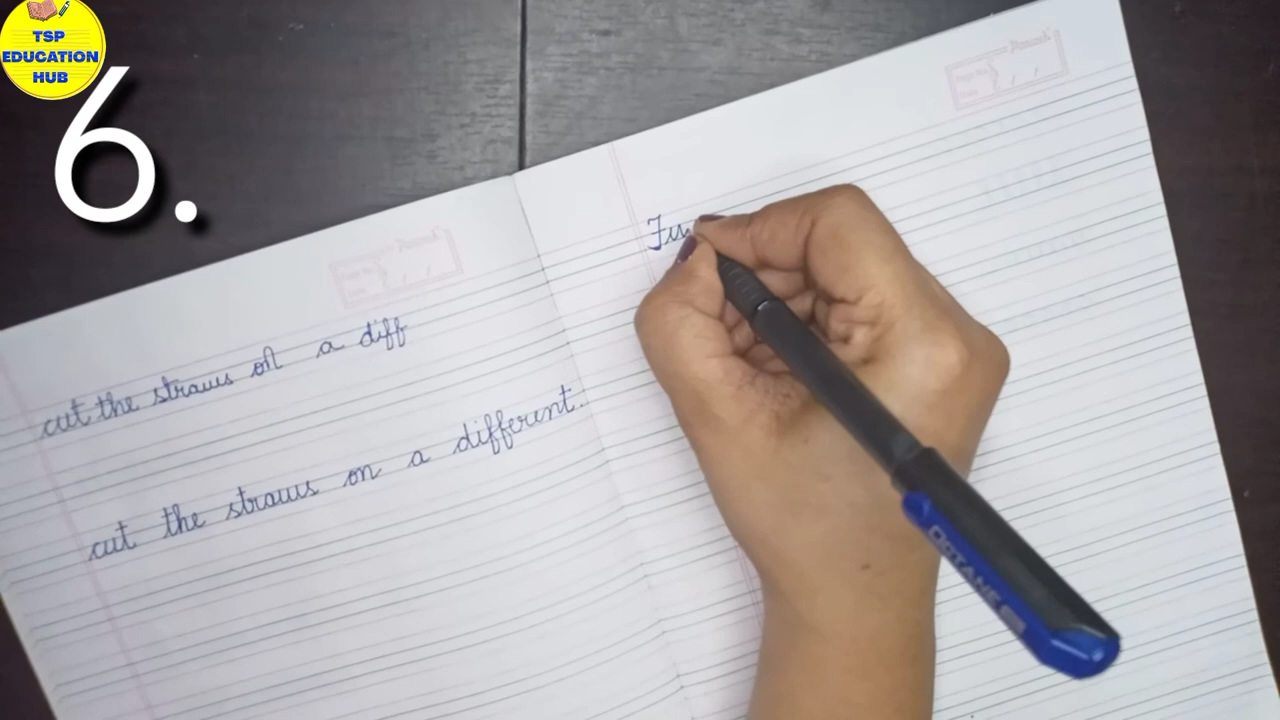 TSP
EDUCATION
HUB
6.
cut the straws on a diff
cut the straws on a different.
OCTANE